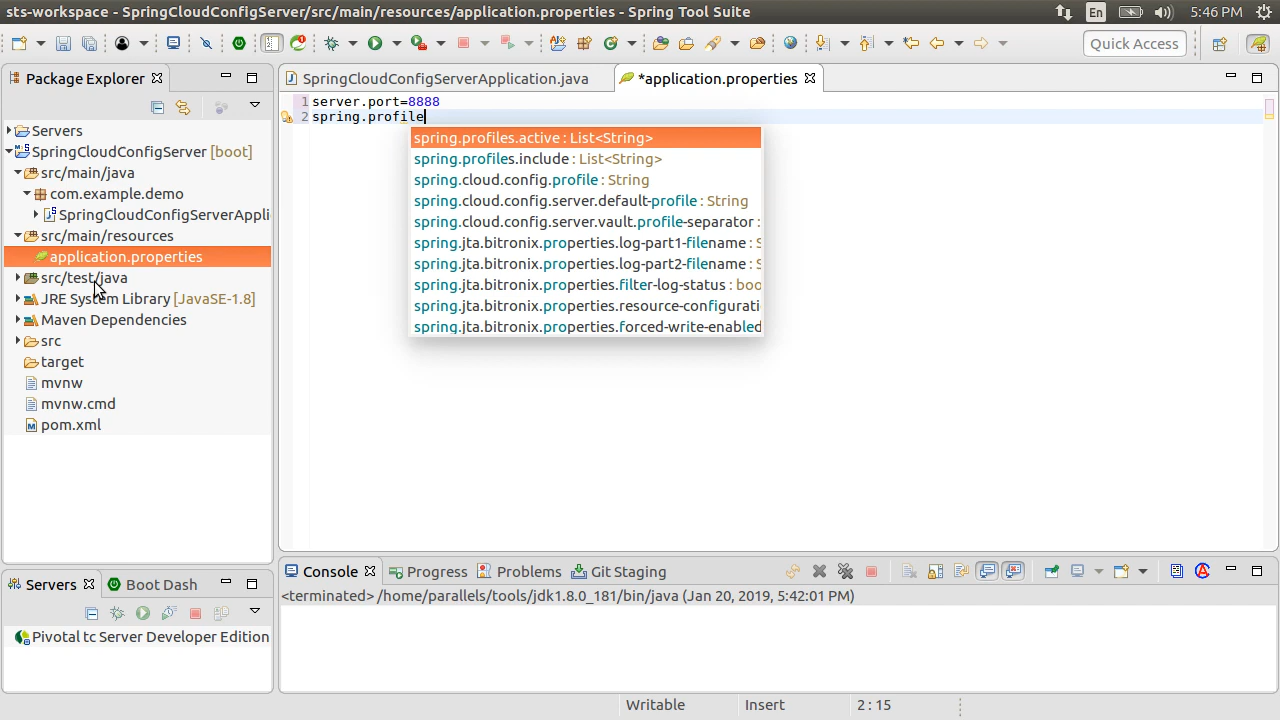 sts-workspace - SpringCloudConfigServer/src/main/resources/application.properties - Spring Tool Suite
En
5:46 PM
Quick Access
Package Explorer
SpringCloudConfigServerApplication.java
*application.properties
Servers
SpringCloudConfigServer [boot]
src/main/java
com.example.demo
SpringCloudConfigServerAppli
src/main/resources
application.properties
src/test/java
JRE System Library [JavaSE-1.8]
Maven Dependencies
src
target
mvnw
mvnw.cmd
pom.xml
1 server.port=8888
2 spring.profile
spring.profiles.active : List<String>
spring.profiles.include : List<String>
spring.cloud.config.profile : String
spring.cloud.config.server.default-profile : String
spring.cloud.config.server.vault.profile-separator :
spring.jta.bitronix.properties.log-part1-filename : S
spring.jta.bitronix.properties.log-part2-filename : S
spring.jta.bitronix.properties.filter-log-status : boo
spring.jta.bitronix.properties.resource-configurati
spring.jta.bitronix.properties.forced-write-enabled
Servers
Boot Dash
Pivotal tc Server Developer Edition
Console
Progress
Problems
Git Staging
<terminated> /home/parallels/tools/jdk1.8.0_181/bin/java (Jan 20, 2019, 5:42:01 PM)
Writable
Insert
2 : 15